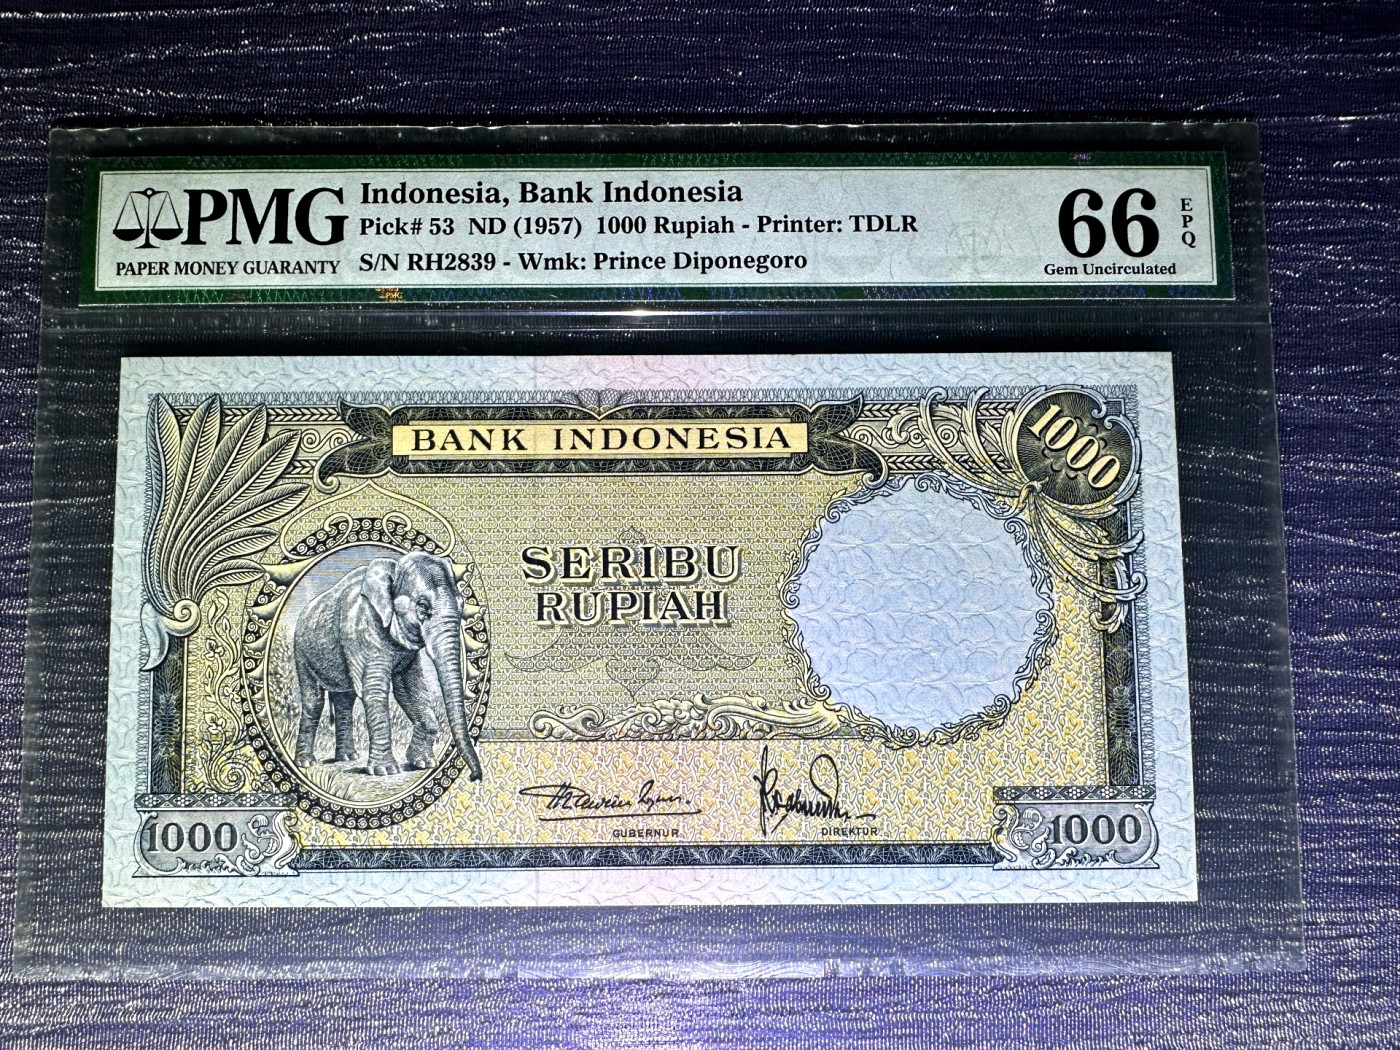 PMG
PAPER MONEY GUARANTY
Indonesia, Bank Indonesia
Pick# 53 ND (1957) 1000 Rupiah - Printer: TDLR
S/N RH2839 - Wmk: Prince Diponegoro
66
EPQ
Gem Uncirculated
BANK INDONESIA
1000
SERIBU
RUPIAH
GUBERNUR
DIREKTUR
1000
1000